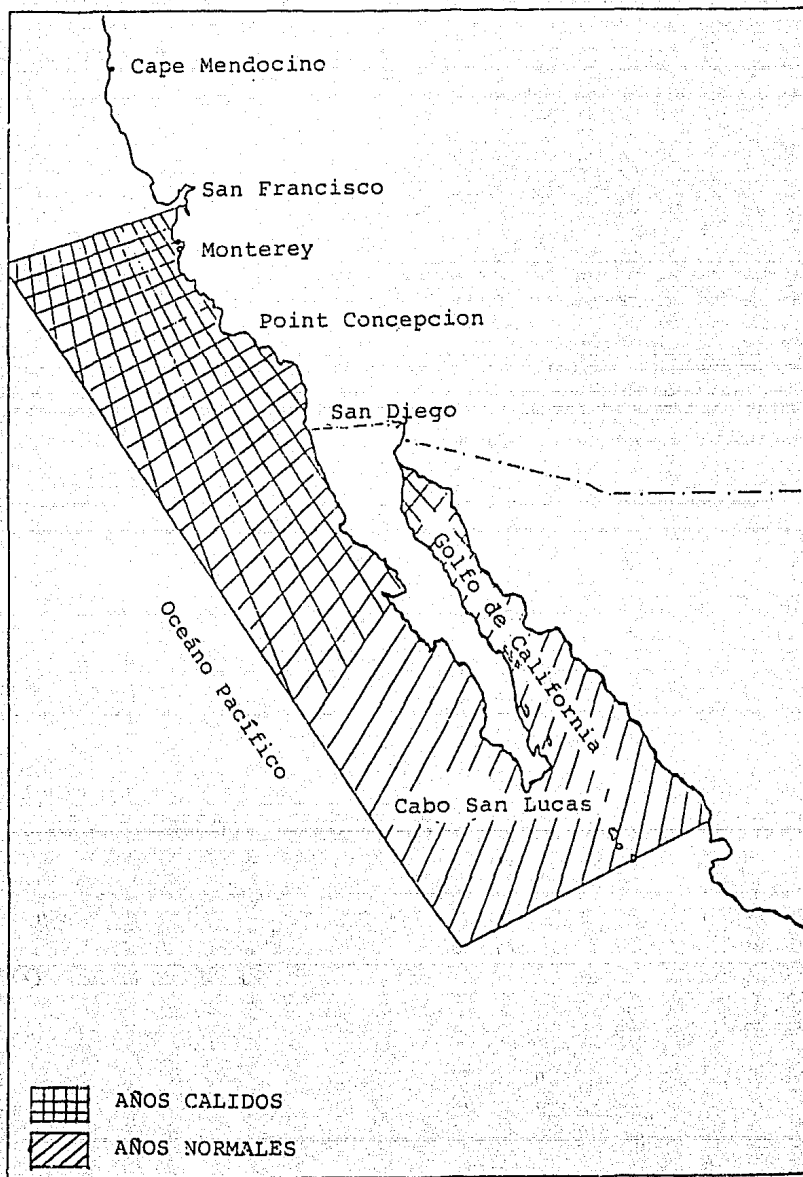 Cape Mendocino
San Francisco
Monterey
Point Concepcion
San Diego
Golfo de California
Oceáno Pacífico
Cabo San Lucas
AÑOS CALIDOS
AÑOS NORMALES